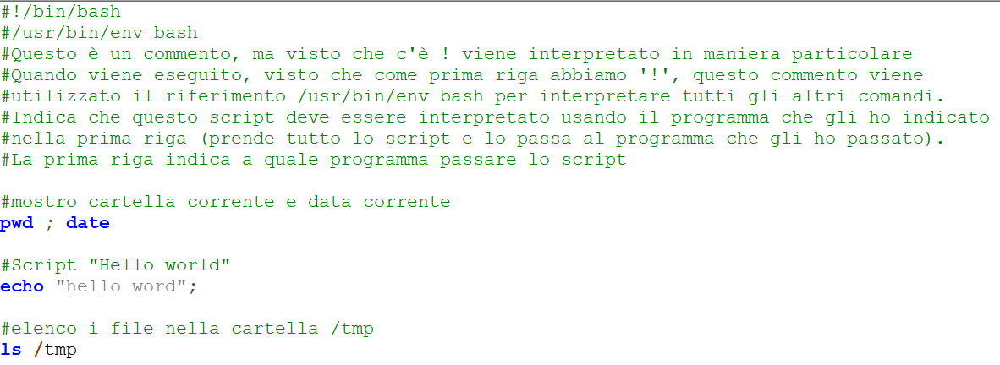 #!/bin/bash
#/usr/bin/env bash
#Questo è un commento, ma visto che c'è ! viene interpretato in maniera particolare
#Quando viene eseguito, visto che come prima riga abbiamo '!', questo commento viene
#utilizzato il riferimento /usr/bin/env bash per interpretare tutti gli altri comandi.
#Indica che questo script deve essere interpretato usando il programma che gli ho indicato
#nella prima riga (prende tutto lo script e lo passa al programma che gli ho passato).
#La prima riga indica a quale programma passare lo script
#mostro cartella corrente e data corrente
pwd ; date
#Script "Hello world"
echo "hello word";
#elenco i file nella cartella /tmp
ls /tmp